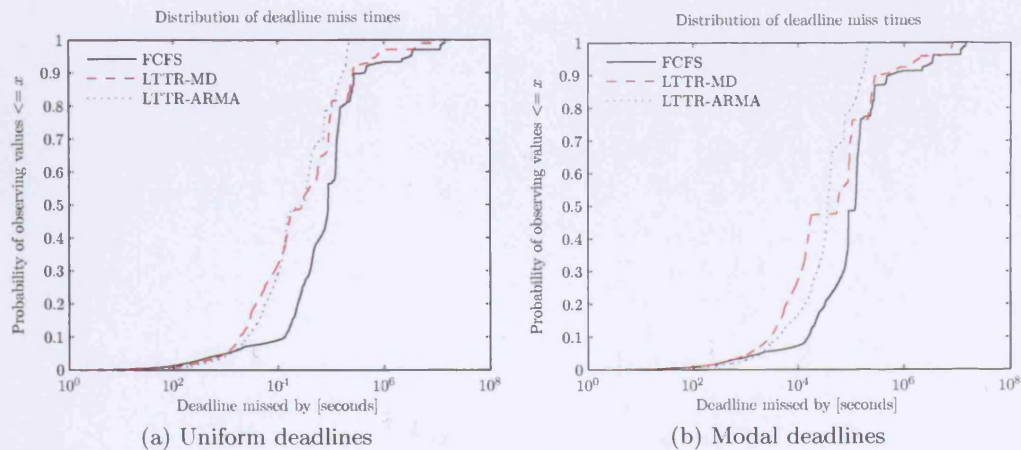 Distribution of deadline miss times
1
0.9
0.8
0.7
0.6
0.5
0.4
0.3
0.2
0.1
0
Probability of observing values <= x
FCFS
LTTR-MD
LTTR-ARMA
10^0
10^2
10^4
10^6
10^8
Deadline missed by [seconds]
(a) Uniform deadlines
Distribution of deadline miss times
1
0.9
0.8
0.7
0.6
0.5
0.4
0.3
0.2
0.1
0
Probability of observing values <= x
FCFS
LTTR-MD
LTTR-ARMA
10^0
10^2
10^4
10^6
10^8
Deadline missed by [seconds]
(b) Modal deadlines